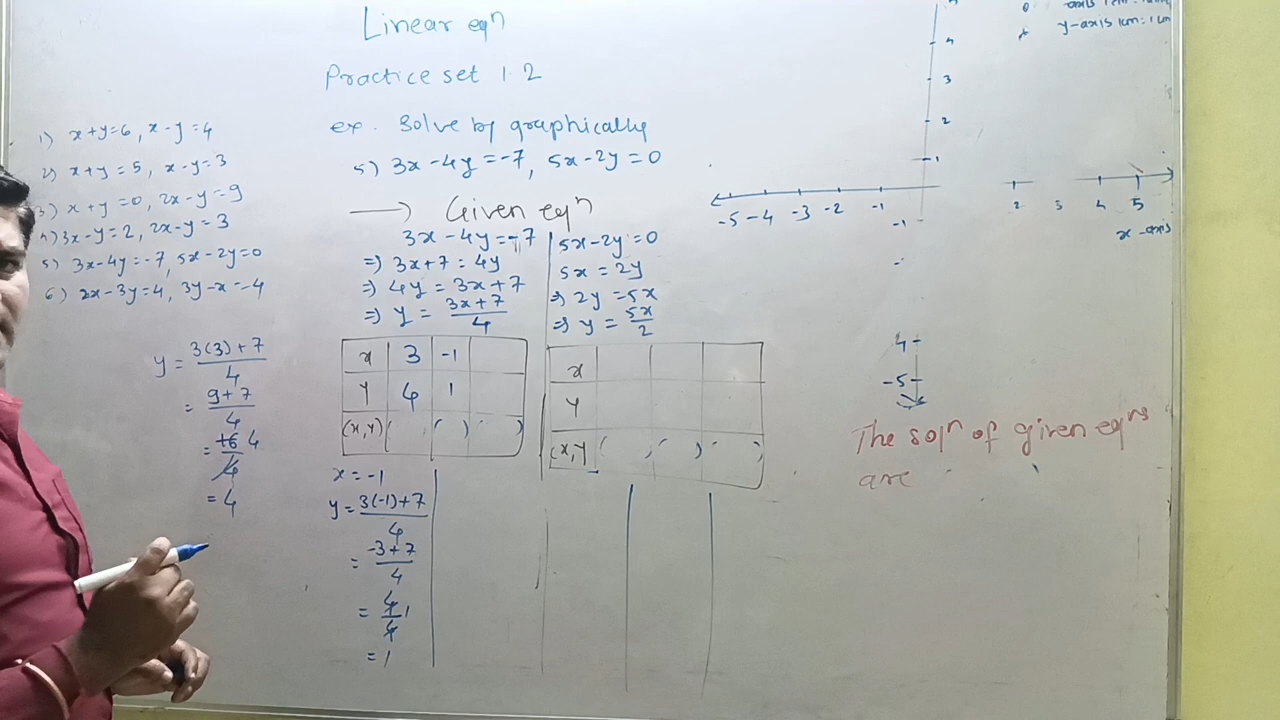 Linear eqn
Practice set 1.2
ex. Solve by graphically
5) 3x-4y=-7, 5x-2y=0
1) x+y=6, x-y=4
2) x+y=5, x-y=3
3) x+y=0, 2x-y=9
4) 3x-y=2, 2x-y=3
5) 3x-4y=-7, 5x-2y=0
6) 2x-3y=4, 3y-x=-4
→ Given eqn
3x-4y=-7
=) 3x+7=4y
=) 4y=3x+7
=) y=3x+7/4
5x-2y=0
5x=2y
=) 2y=5x
=) y=5x/2
x 3 -1
y 4 1
(x,y) ( ( ) ( )
x
y
(x,y ( ,( ) ( )
y=3(3)+7/4
=9+7/4
=16/4 4
=4
x=-1
y=3(-1)+7/4
=-3+7/4
=4/4 1
=1
y-axis 1cm=1cm
4
3
2
1
-5 -4 -3 -2 -1
2 3 4 5
x-axis
-1
4
-5
The soln of given eqns
are